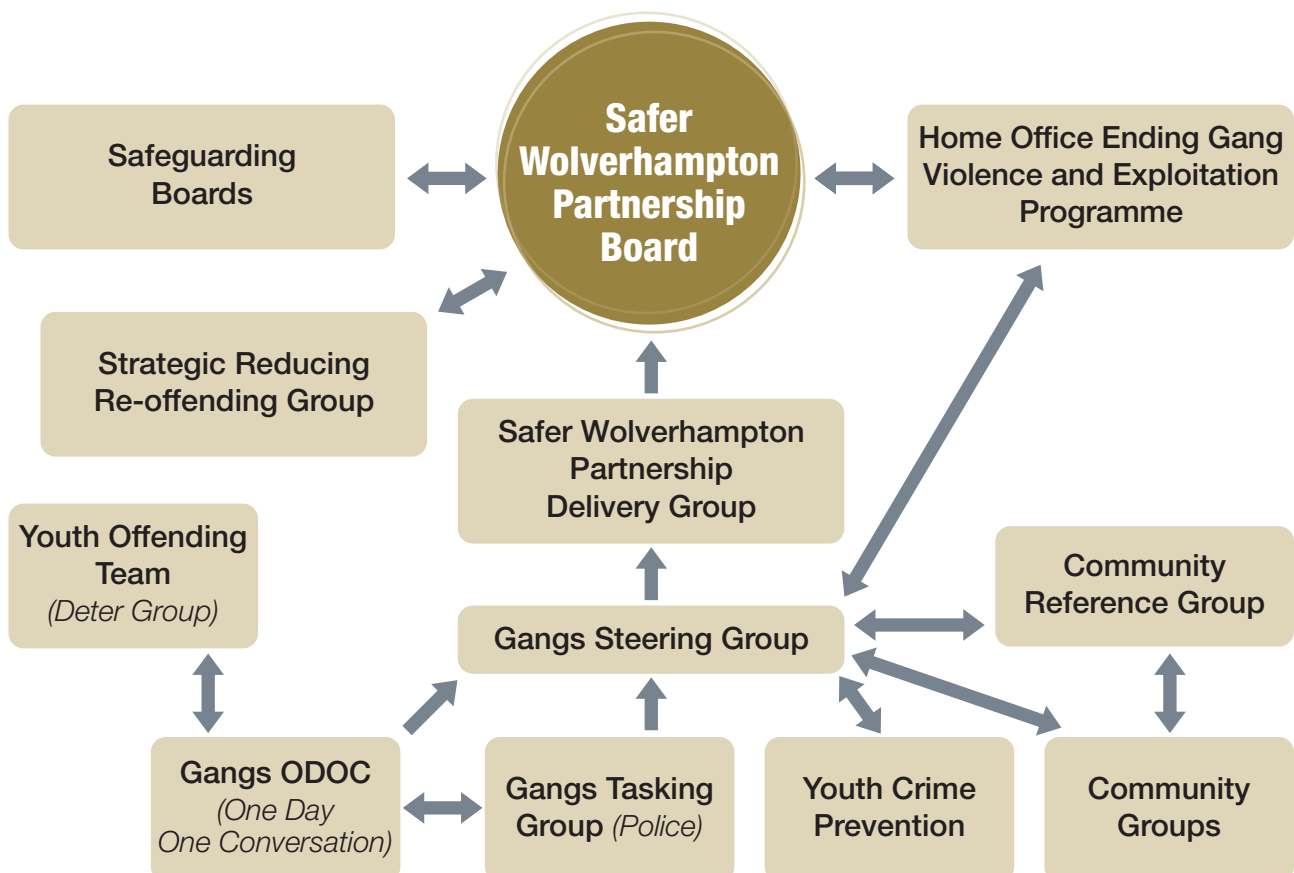 Safer
Wolverhampton
Partnership
Board
Safeguarding
Boards
Home Office Ending Gang
Violence and Exploitation
Programme
Strategic Reducing
Re-offending Group
Safer Wolverhampton
Partnership
Delivery Group
Youth Offending
Team
(Deter Group)
Community
Reference Group
Gangs Steering Group
Gangs ODOC
(One Day
One Conversation)
Gangs Tasking
Group (Police)
Youth Crime
Prevention
Community
Groups